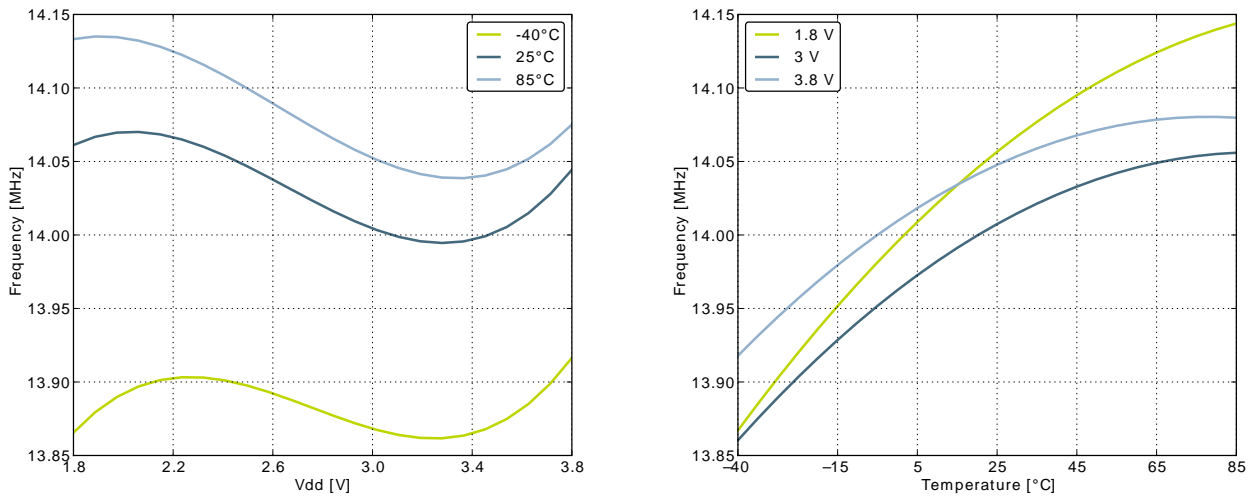 14.15
14.10
14.05
14.00
13.95
13.90
13.85
Frequency [MHz]
-40°C
25°C
85°C
1.8
2.2
2.6
3.0
3.4
3.8
Vdd [V]
14.15
14.10
14.05
14.00
13.95
13.90
13.85
Frequency [MHz]
1.8 V
3 V
3.8 V
−40
−15
5
25
45
65
85
Temperature [°C]